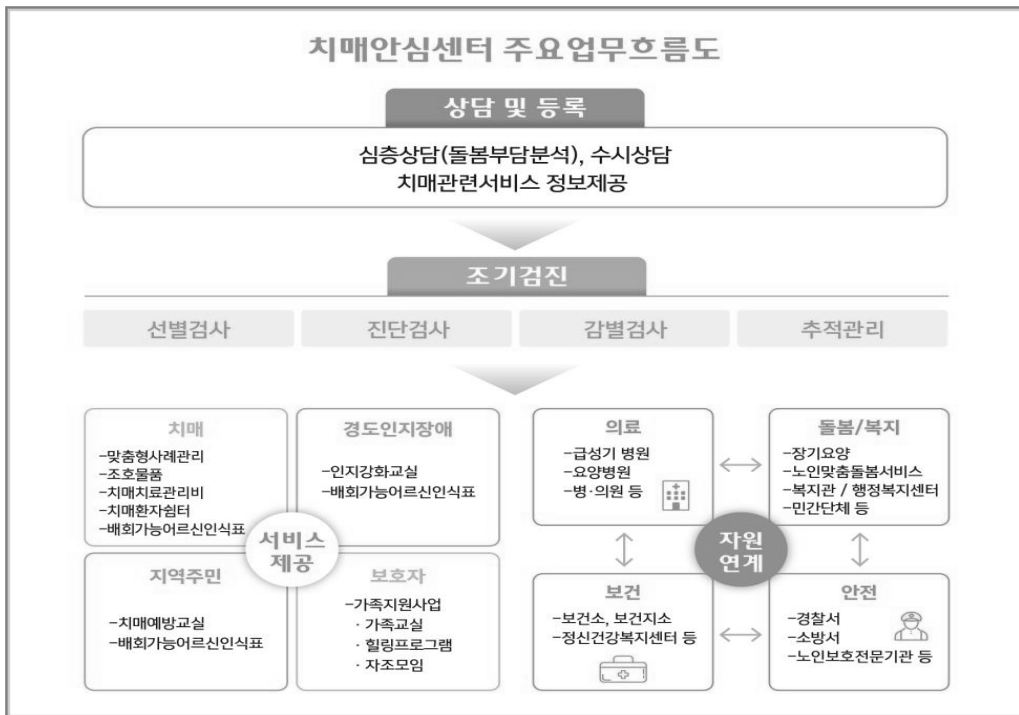 치매안심센터 주요업무흐름도
상담 및 등록
심층상담(돌봄부담분석), 수시상담
치매관련서비스 정보제공
조기검진
선별검사
진단검사
감별검사
추적관리
치매
-맞춤형사례관리
-조호물품
-치매치료관리비
-치매환자쉼터
-배회가능어르신인식표
경도인지장애
-인지강화교실
-배회가능어르신인식표
서비스
제공
지역주민
-치매예방교실
-배회가능어르신인식표
보호자
-가족지원사업
· 가족교실
· 힐링프로그램
· 자조모임
의료
-급성기 병원
-요양병원
-병·의원 등
돌봄/복지
-장기요양
-노인맞춤돌봄서비스
-복지관 / 행정복지센터
-민간단체 등
자원
연계
보건
-보건소, 보건지소
-정신건강복지센터 등
안전
-경찰서
-소방서
-노인보호전문기관 등